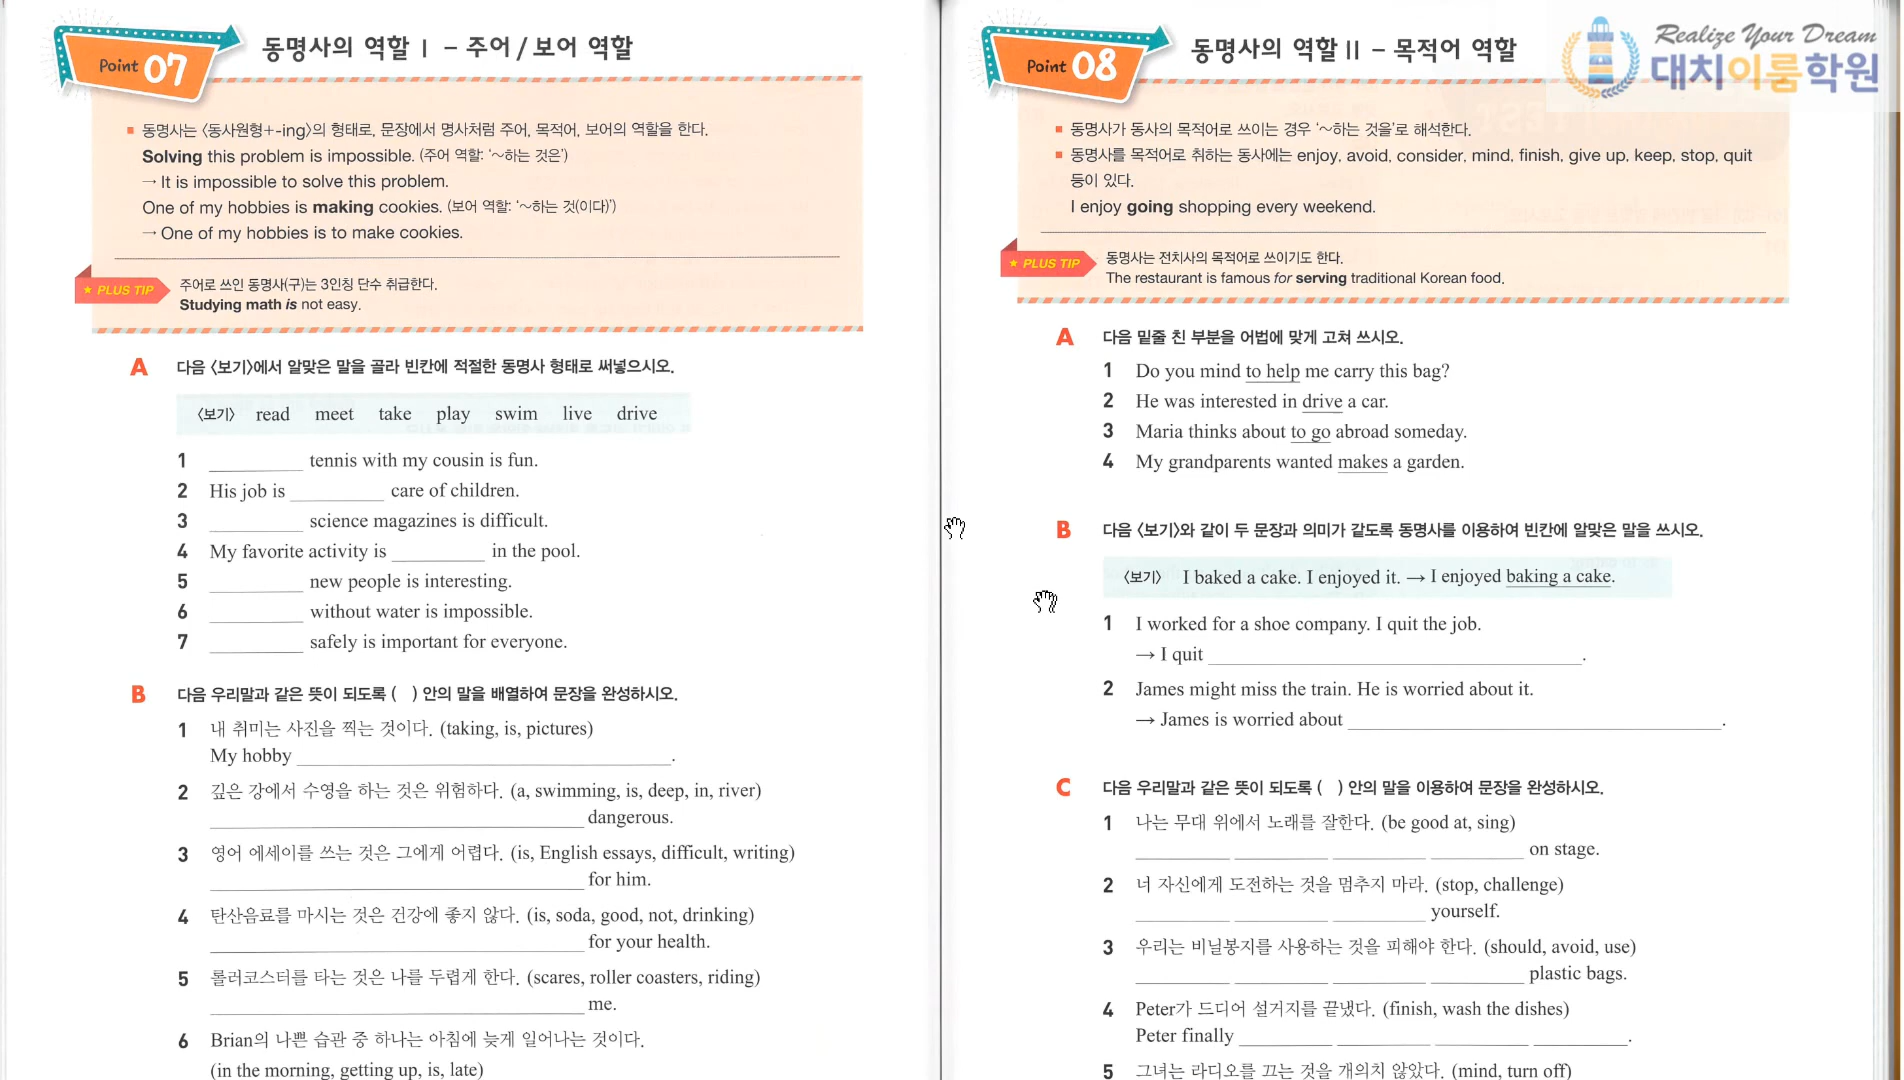 Point 07
동명사의 역할 Ⅰ – 주어 / 보어 역할
동명사는 〈동사원형+-ing〉의 형태로, 문장에서 명사처럼 주어, 목적어, 보어의 역할을 한다.
Solving this problem is impossible. (주어 역할: ‘～하는 것은’)
→ It is impossible to solve this problem.
One of my hobbies is making cookies. (보어 역할: ‘～하는 것(이다)’)
→ One of my hobbies is to make cookies.
★ PLUS TIP
주어로 쓰인 동명사(구)는 3인칭 단수 취급한다.
Studying math is not easy.
A 다음 〈보기〉에서 알맞은 말을 골라 빈칸에 적절한 동명사 형태로 써넣으시오.
〈보기〉 read meet take play swim live drive
1 __________ tennis with my cousin is fun.
2 His job is __________ care of children.
3 __________ science magazines is difficult.
4 My favorite activity is __________ in the pool.
5 __________ new people is interesting.
6 __________ without water is impossible.
7 __________ safely is important for everyone.
B 다음 우리말과 같은 뜻이 되도록 ( ) 안의 말을 배열하여 문장을 완성하시오.
1 내 취미는 사진을 찍는 것이다. (taking, is, pictures)
My hobby __________.
2 깊은 강에서 수영을 하는 것은 위험하다. (a, swimming, is, deep, in, river)
__________ dangerous.
3 영어 에세이를 쓰는 것은 그에게 어렵다. (is, English essays, difficult, writing)
__________ for him.
4 탄산음료를 마시는 것은 건강에 좋지 않다. (is, soda, good, not, drinking)
__________ for your health.
5 롤러코스터를 타는 것은 나를 두렵게 한다. (scares, roller coasters, riding)
__________ me.
6 Brian의 나쁜 습관 중 하나는 아침에 늦게 일어나는 것이다.
(in the morning, getting up, is, late)
Point 08
동명사의 역할 Ⅱ – 목적어 역할
Realize Your Dream
대치이룸학원
동명사가 동사의 목적어로 쓰이는 경우 ‘～하는 것을’로 해석한다.
동명사를 목적어로 취하는 동사에는 enjoy, avoid, consider, mind, finish, give up, keep, stop, quit
등이 있다.
I enjoy going shopping every weekend.
★ PLUS TIP
동명사는 전치사의 목적어로 쓰이기도 한다.
The restaurant is famous for serving traditional Korean food.
A 다음 밑줄 친 부분을 어법에 맞게 고쳐 쓰시오.
1 Do you mind to help me carry this bag?
2 He was interested in drive a car.
3 Maria thinks about to go abroad someday.
4 My grandparents wanted makes a garden.
B 다음 〈보기〉와 같이 두 문장과 의미가 같도록 동명사를 이용하여 빈칸에 알맞은 말을 쓰시오.
〈보기〉 I baked a cake. I enjoyed it. → I enjoyed baking a cake.
1 I worked for a shoe company. I quit the job.
→ I quit __________.
2 James might miss the train. He is worried about it.
→ James is worried about __________.
C 다음 우리말과 같은 뜻이 되도록 ( ) 안의 말을 이용하여 문장을 완성하시오.
1 나는 무대 위에서 노래를 잘한다. (be good at, sing)
_____ _____ _____ _____ on stage.
2 너 자신에게 도전하는 것을 멈추지 마라. (stop, challenge)
_____ _____ _____ yourself.
3 우리는 비닐봉지를 사용하는 것을 피해야 한다. (should, avoid, use)
_____ _____ _____ _____ plastic bags.
4 Peter가 드디어 설거지를 끝냈다. (finish, wash the dishes)
Peter finally _____ _____ _____ _____.
5 그녀는 라디오를 끄는 것을 개의치 않았다. (mind, turn off)